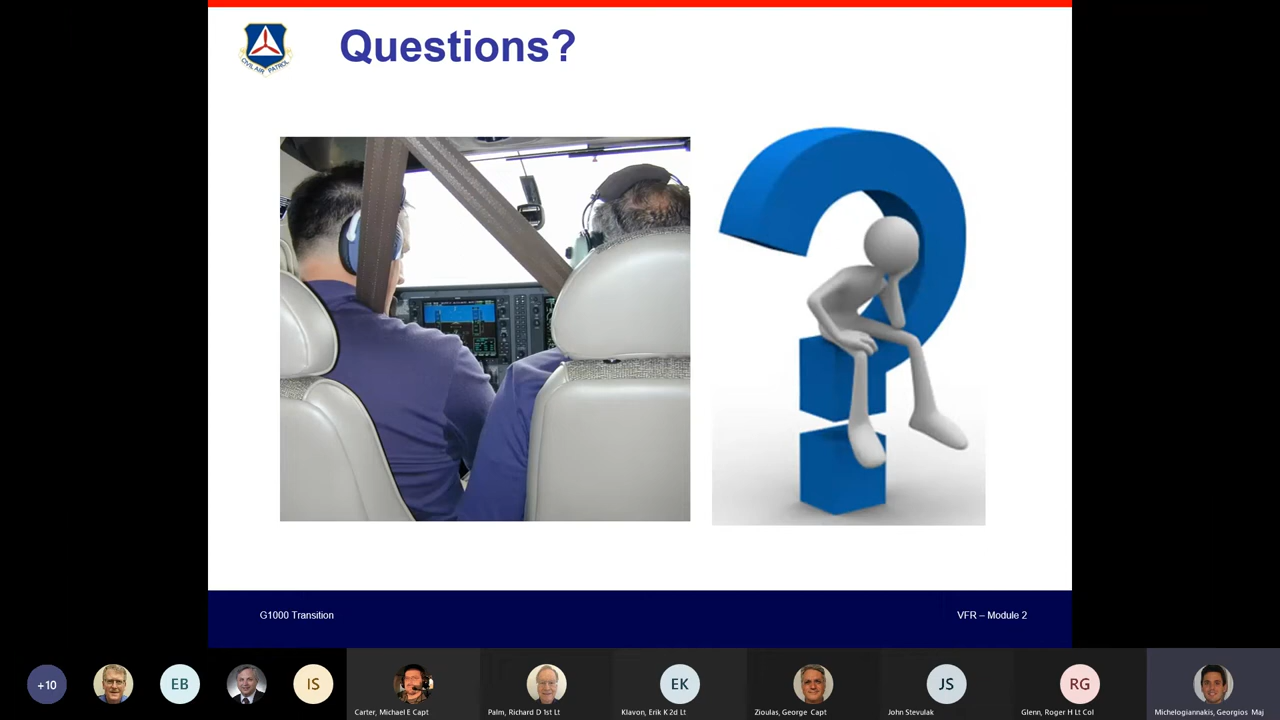 Questions?
CIVIL AIR PATROL
G1000 Transition
VFR – Module 2
+10
EB
IS
EK
JS
RG
Carter, Michael E Capt
Palm, Richard D 1st Lt
Klavon, Erik K 2d Lt
Zioulas, George Capt
John Stevulak
Glenn, Roger H Lt Col
Michelogiannakis, Georgios Maj